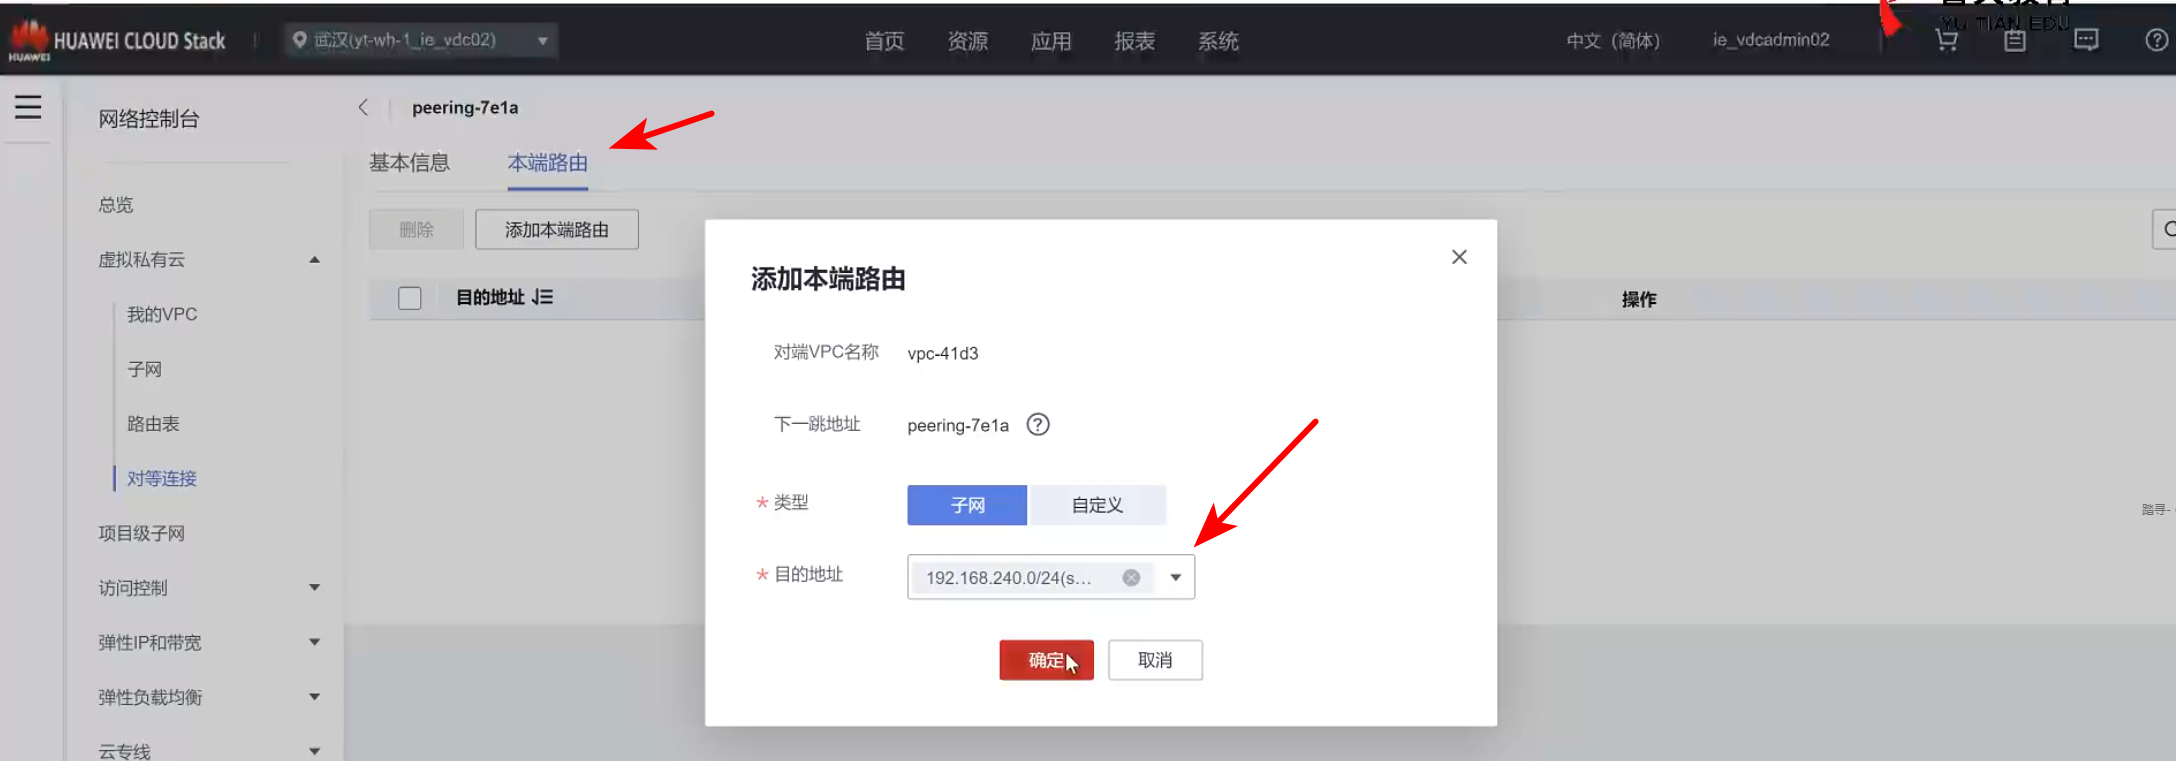 YU TIAN EDU
HUAWEI
HUAWEI CLOUD Stack
武汉(yt-wh-1_ie_vdc02)
首页
资源
应用
报表
系统
中文 (简体)
ie_vdcadmin02
网络控制台
总览
虚拟私有云
我的VPC
子网
路由表
对等连接
项目级子网
访问控制
弹性IP和带宽
弹性负载均衡
云专线
peering-7e1a
基本信息
本端路由
删除
添加本端路由
目的地址
操作
添加本端路由
对端VPC名称 vpc-41d3
下一跳地址 peering-7e1a
* 类型 子网 自定义
* 目的地址 192.168.240.0/24(s...
确定
取消
踏寻-